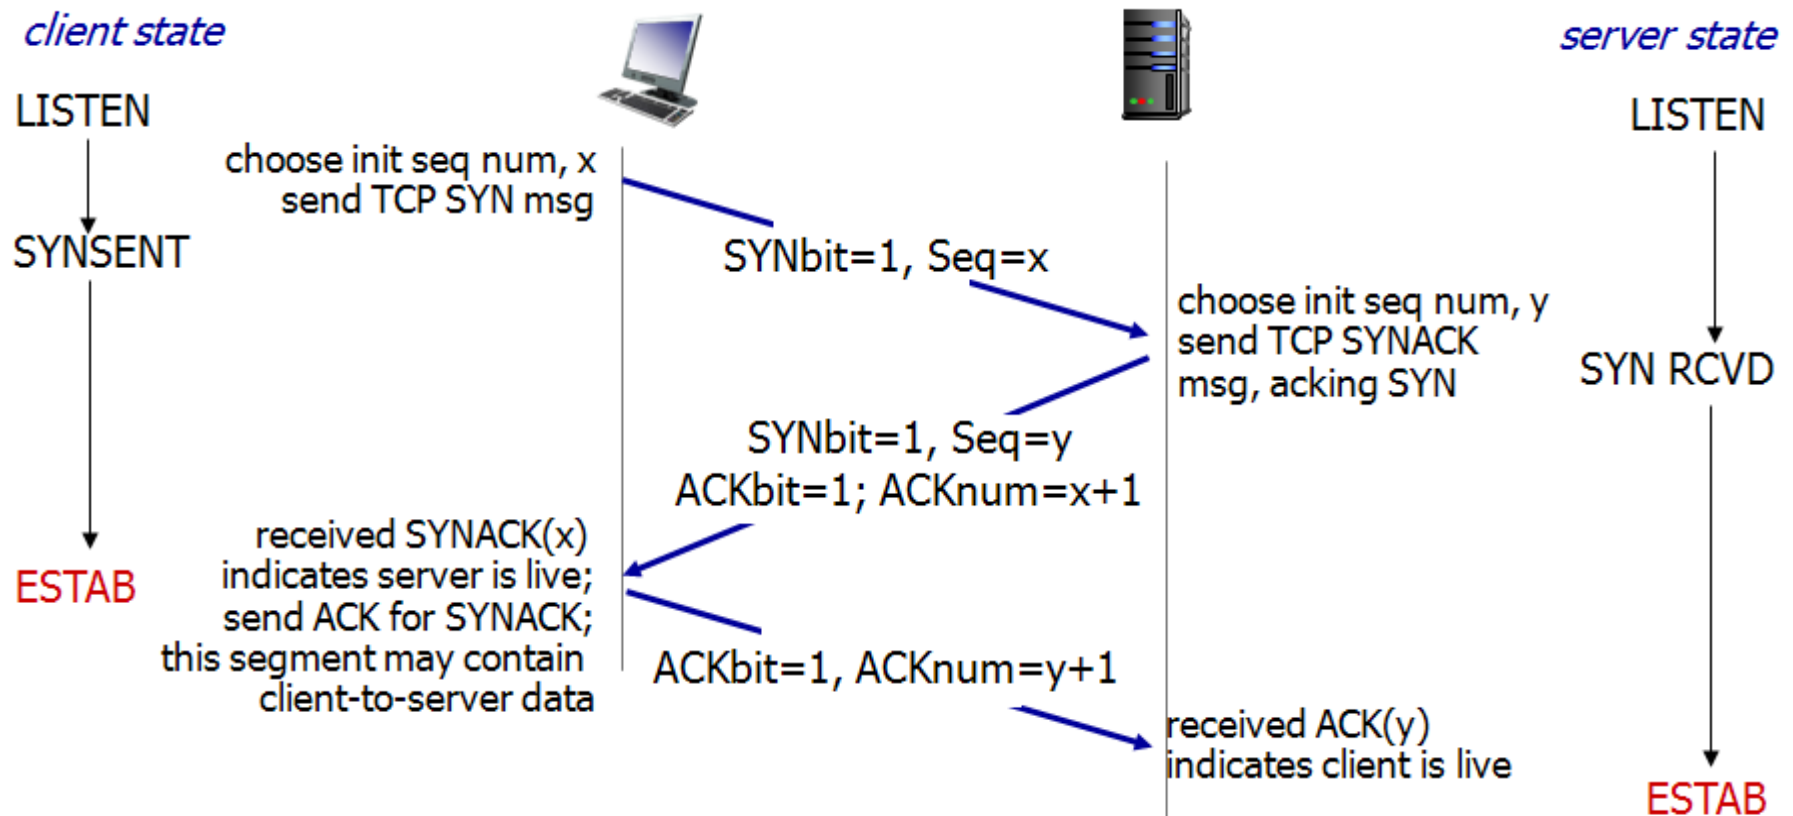 client state
server state
LISTEN
LISTEN
choose init seq num, x
send TCP SYN msg
SYNSENT
SYNbit=1, Seq=x
choose init seq num, y
send TCP SYNACK
msg, acking SYN
SYN RCVD
SYNbit=1, Seq=y
ACKbit=1; ACKnum=x+1
received SYNACK(x)
indicates server is live;
send ACK for SYNACK;
this segment may contain
client-to-server data
ESTAB
ACKbit=1, ACKnum=y+1
received ACK(y)
indicates client is live
ESTAB